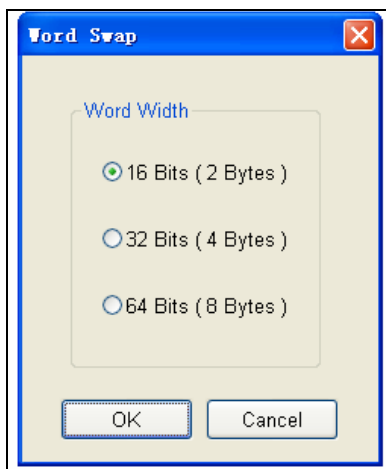 Word Swap
Word Width
16 Bits ( 2 Bytes )
32 Bits ( 4 Bytes )
64 Bits ( 8 Bytes )
OK
Cancel